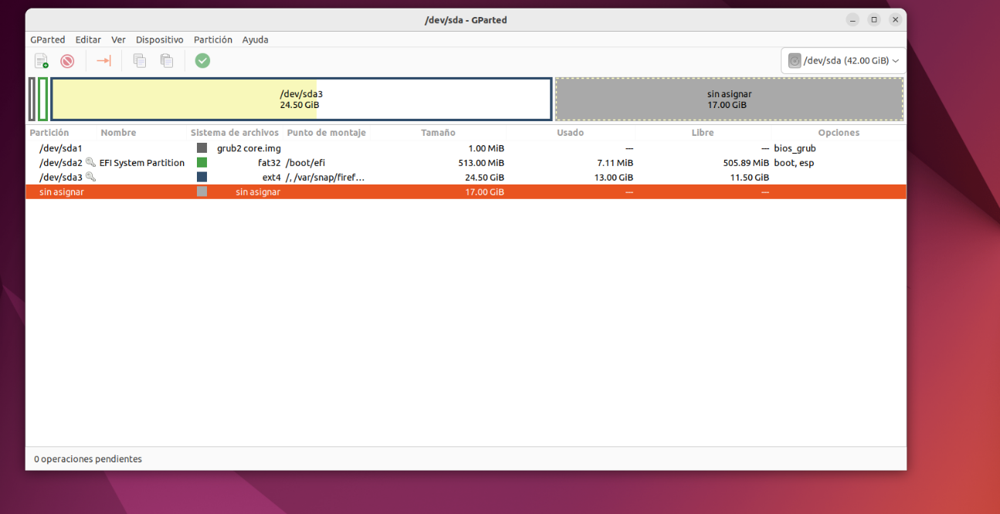 /dev/sda - GParted
GParted Editar Ver Dispositivo Partición Ayuda
/dev/sda (42.00 GiB)
/dev/sda3
24.50 GiB
sin asignar
17.00 GiB
Partición Nombre Sistema de archivos Punto de montaje Tamaño Usado Libre Opciones
/dev/sda1 grub2 core.img 1.00 MiB --- --- bios_grub
/dev/sda2 EFI System Partition fat32 /boot/efi 513.00 MiB 7.11 MiB 505.89 MiB boot, esp
/dev/sda3 ext4 /, /var/snap/firef... 24.50 GiB 13.00 GiB 11.50 GiB
sin asignar sin asignar 17.00 GiB --- ---
0 operaciones pendientes